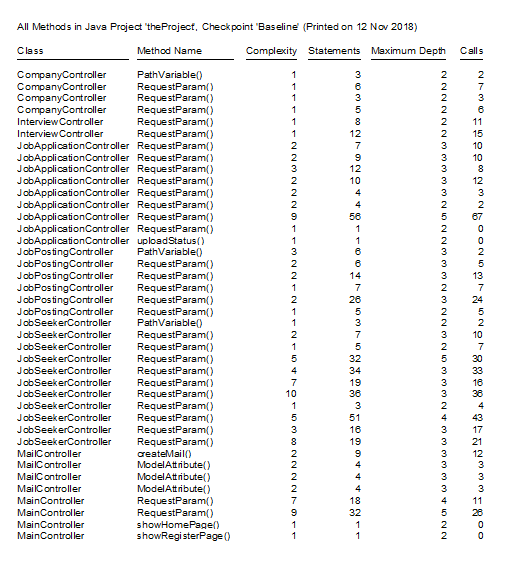 All Methods in Java Project 'theProject', Checkpoint 'Baseline' (Printed on 12 Nov 2018)
Class Method Name Complexity Statements Maximum Depth Calls
CompanyController PathVariable() 1 3 2 2
CompanyController RequestParam() 1 6 2 7
CompanyController RequestParam() 1 3 2 3
CompanyController RequestParam() 1 5 2 6
InterviewController RequestParam() 1 8 2 11
InterviewController RequestParam() 1 12 2 15
JobApplicationController RequestParam() 2 7 3 10
JobApplicationController RequestParam() 2 9 3 10
JobApplicationController RequestParam() 3 12 3 8
JobApplicationController RequestParam() 2 10 3 12
JobApplicationController RequestParam() 2 4 3 3
JobApplicationController RequestParam() 2 4 2 2
JobApplicationController RequestParam() 9 56 5 67
JobApplicationController RequestParam() 1 1 2 0
JobApplicationController uploadStatus() 1 1 2 0
JobPostingController PathVariable() 3 6 3 2
JobPostingController RequestParam() 2 6 3 5
JobPostingController RequestParam() 2 14 3 13
JobPostingController RequestParam() 1 7 2 7
JobPostingController RequestParam() 2 26 3 24
JobPostingController RequestParam() 1 5 2 5
JobSeekerController PathVariable() 1 3 2 2
JobSeekerController RequestParam() 2 7 3 10
JobSeekerController RequestParam() 1 5 2 7
JobSeekerController RequestParam() 5 32 5 30
JobSeekerController RequestParam() 4 34 3 33
JobSeekerController RequestParam() 7 19 3 16
JobSeekerController RequestParam() 10 36 3 36
JobSeekerController RequestParam() 1 3 2 4
JobSeekerController RequestParam() 5 51 4 43
JobSeekerController RequestParam() 3 16 3 17
JobSeekerController RequestParam() 8 19 3 21
MailController createMail() 2 9 3 12
MailController ModelAttribute() 2 4 3 3
MailController ModelAttribute() 2 4 3 3
MailController ModelAttribute() 2 4 3 3
MainController RequestParam() 7 18 4 11
MainController RequestParam() 9 32 5 26
MainController showHomePage() 1 1 2 0
MainController showRegisterPage() 1 1 2 0